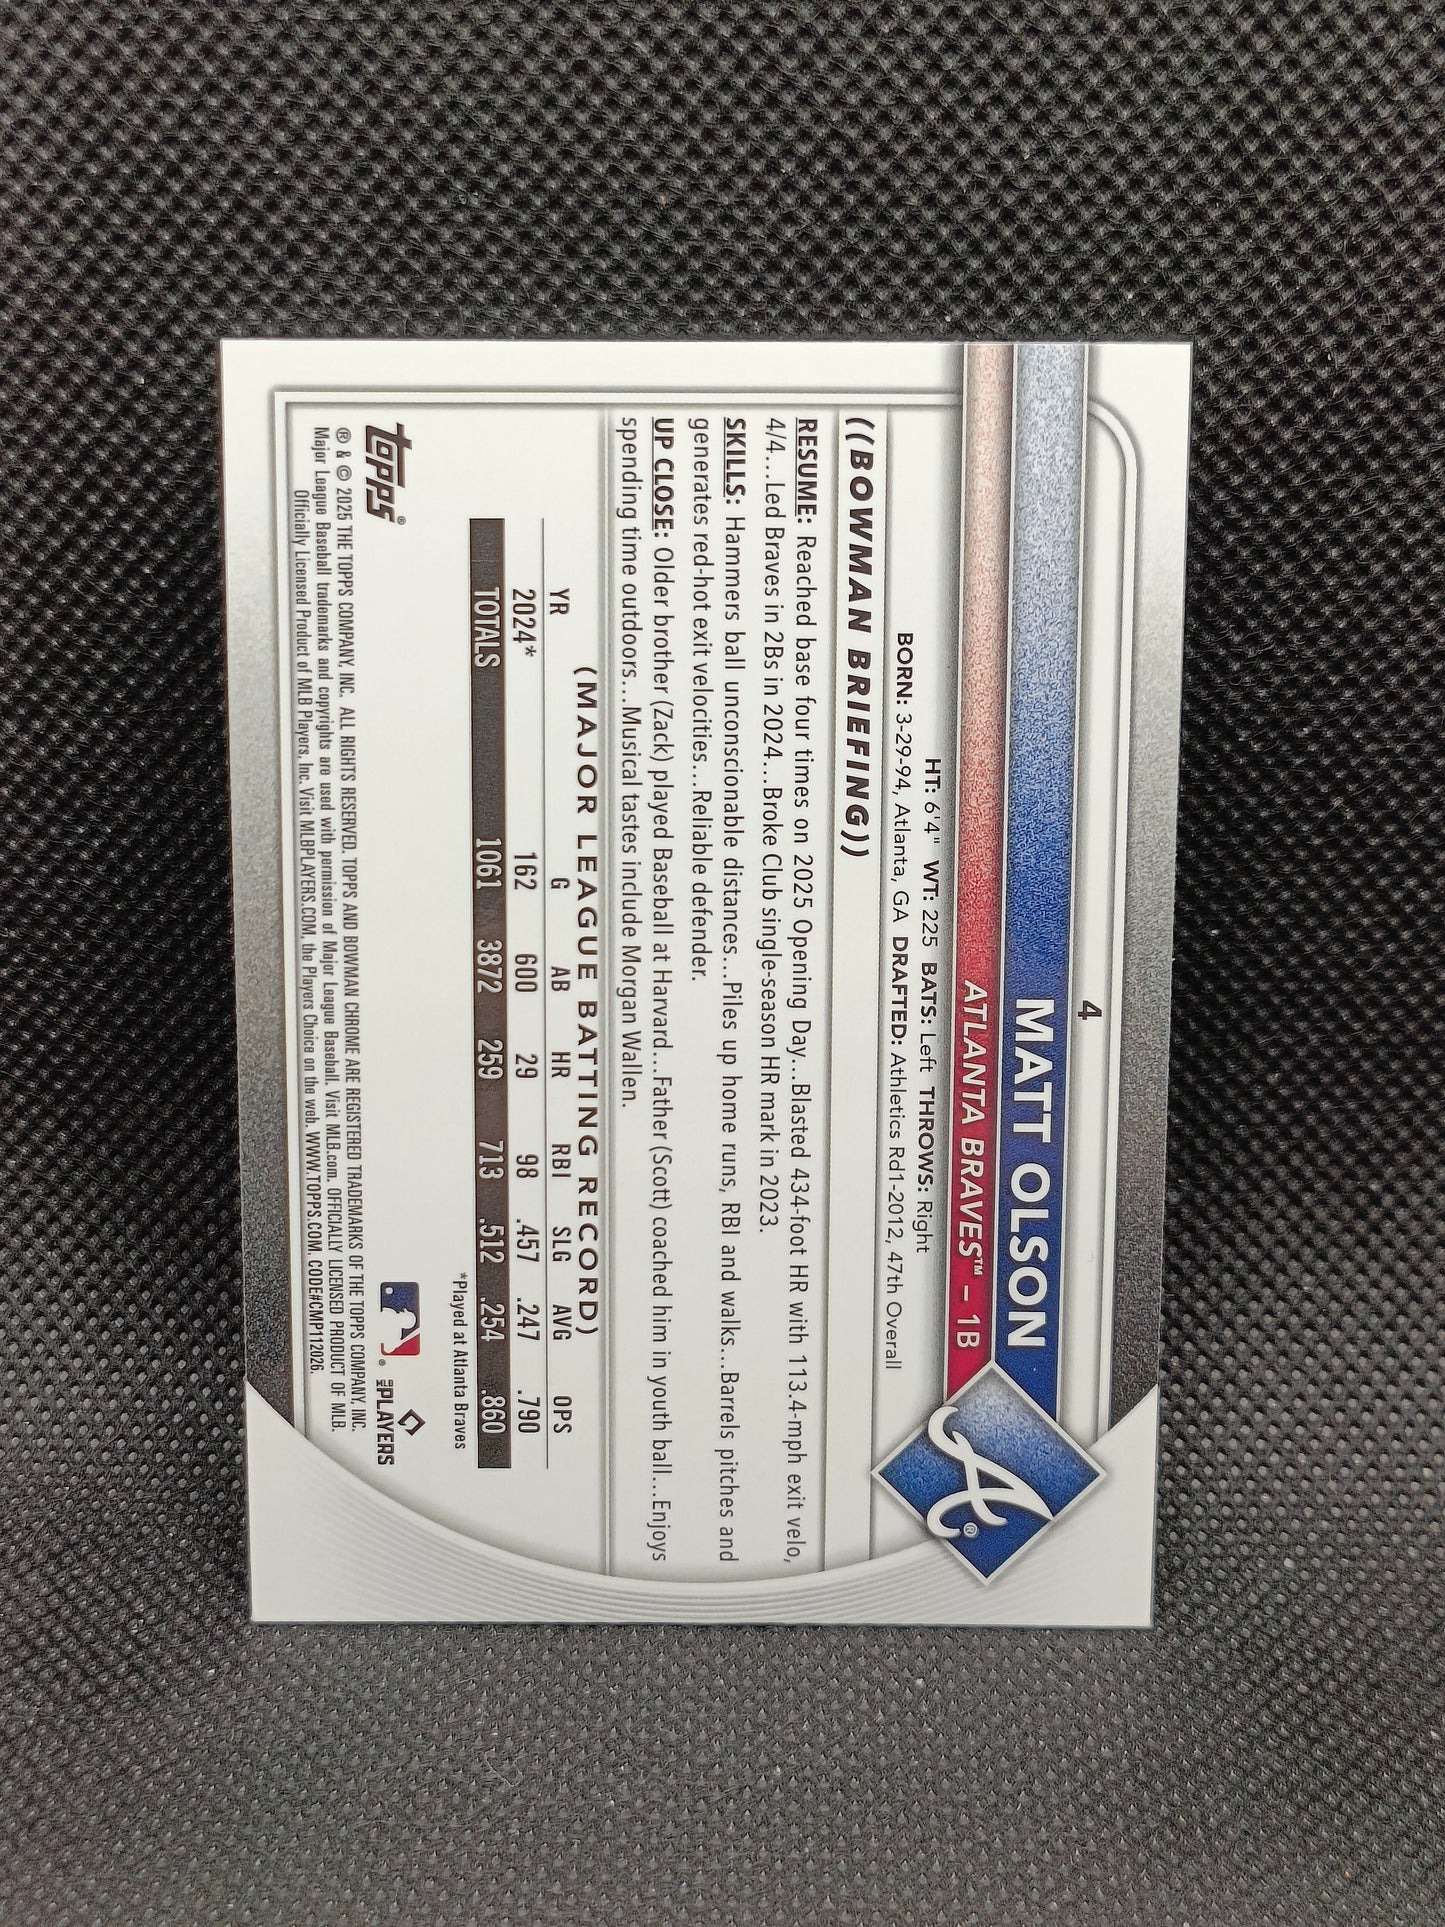 4
MATT OLSON
ATLANTA BRAVES™ – 1B
A®
HT: 6'4" WT: 225 BATS: Left THROWS: Right
BORN: 3-29-94, Atlanta, GA DRAFTED: Athletics Rd1-2012, 47th Overall
((BOWMAN BRIEFING))
RESUME: Reached base four times on 2025 Opening Day...Blasted 434-foot HR with 113.4-mph exit velo,
4/4...Led Braves in 2Bs in 2024...Broke Club single-season HR mark in 2023.
SKILLS: Hammers ball unconscionable distances...Piles up home runs, RBI and walks...Barrels pitches and
generates red-hot exit velocities...Reliable defender.
UP CLOSE: Older brother (Zack) played Baseball at Harvard...Father (Scott) coached him in youth ball...Enjoys
spending time outdoors...Musical tastes include Morgan Wallen.
(MAJOR LEAGUE BATTING RECORD)
YR G AB HR RBI SLG AVG OPS
2024* 162 600 29 98 .457 .247 .790
TOTALS 1061 3872 259 713 .512 .254 .860
*Played at Atlanta Braves
topps®
® MLB PLAYERS
® & © 2025 THE TOPPS COMPANY, INC. ALL RIGHTS RESERVED. TOPPS AND BOWMAN CHROME ARE REGISTERED TRADEMARKS OF THE TOPPS COMPANY, INC.
Major League Baseball trademarks and copyrights are used with permission of Major League Baseball. Visit MLB.com. OFFICIALLY LICENSED PRODUCT OF MLB.
Officially Licensed Product of MLB Players, Inc. Visit MLBPLAYERS.COM, the Players Choice on the web. WWW.TOPPS.COM. CODE#CMP112026.